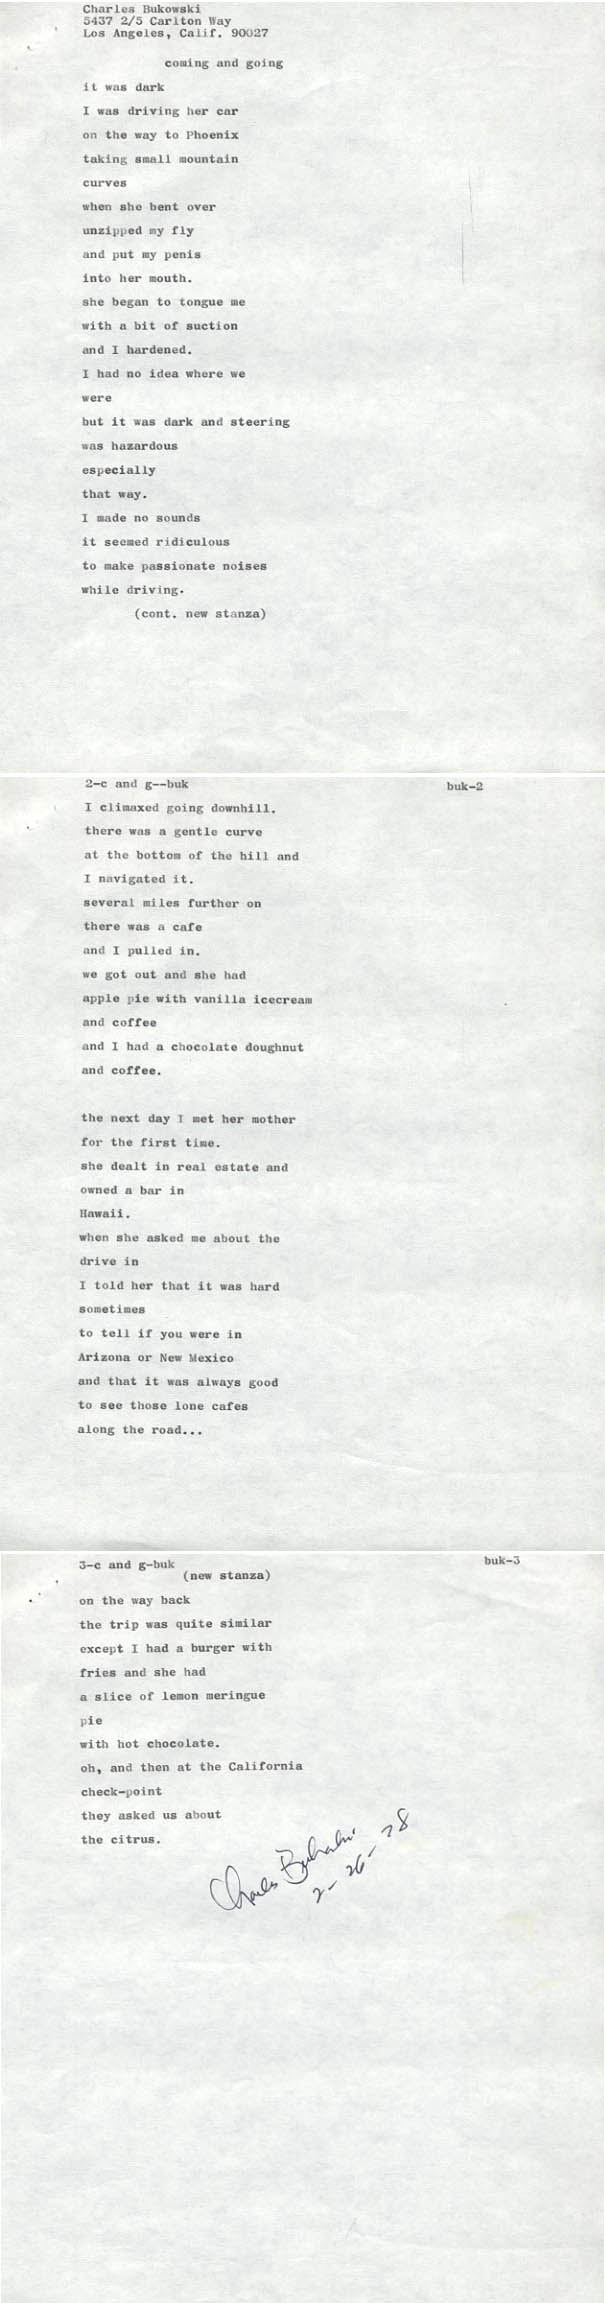 Charles Bukowski
5437 2/5 Carlton Way
Los Angeles, Calif. 90027
coming and going
it was dark
I was driving her car
on the way to Phoenix
taking small mountain
curves
when she bent over
unzipped my fly
and put my penis
into her mouth.
she began to tongue me
with a bit of suction
and I hardened.
I had no idea where we
were
but it was dark and steering
was hazardous
especially
that way.
I made no sounds
it seemed ridiculous
to make passionate noises
while driving.
(cont. new stanza)
2-c and g--buk buk-2
I climaxed going downhill.
there was a gentle curve
at the bottom of the hill and
I navigated it.
several miles further on
there was a cafe
and I pulled in.
we got out and she had
apple pie with vanilla icecream
and coffee
and I had a chocolate doughnut
and coffee.
the next day I met her mother
for the first time.
she dealt in real estate and
owned a bar in
Hawaii.
when she asked me about the
drive in
I told her that it was hard
sometimes
to tell if you were in
Arizona or New Mexico
and that it was always good
to see those lone cafes
along the road...
3-c and g-buk buk-3
(new stanza)
on the way back
the trip was quite similar
except I had a burger with
fries and she had
a slice of lemon meringue
pie
with hot chocolate.
oh, and then at the California
check-point
they asked us about
the citrus.
Charles Bukowski
2-26-78